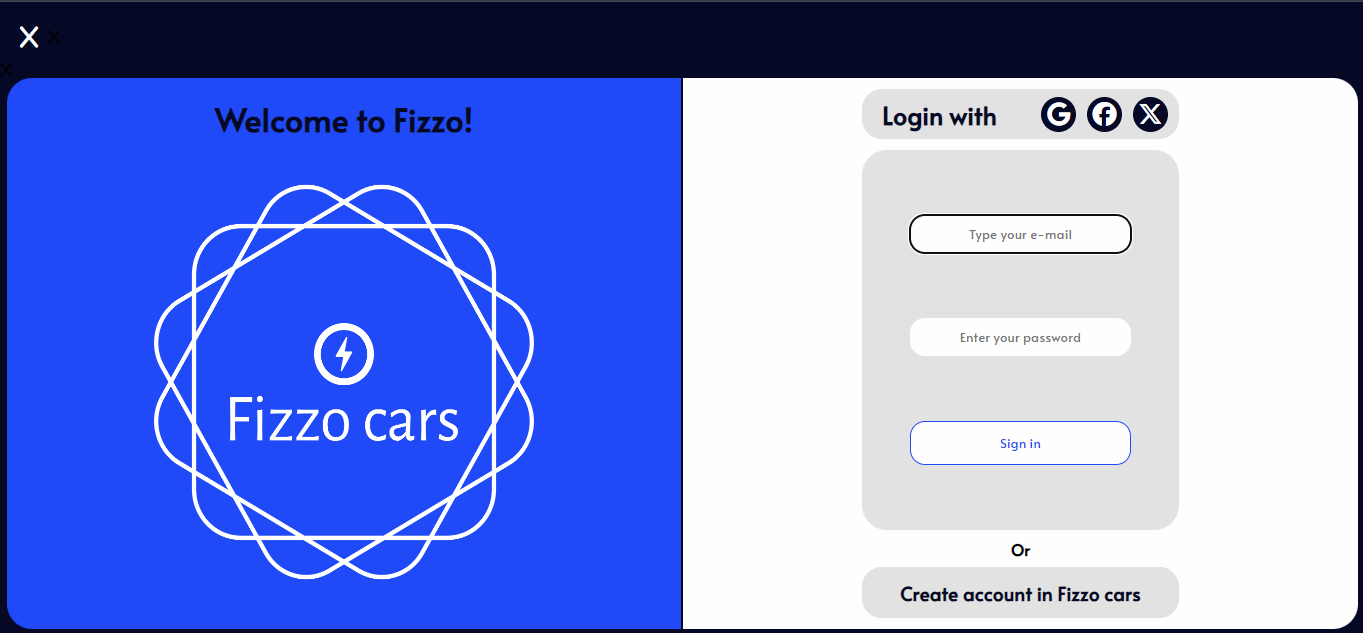 X X
X
Welcome to Fizzo!
Fizzo cars
Login with
Type your e-mail
Enter your password
Sign in
Or
Create account in Fizzo cars